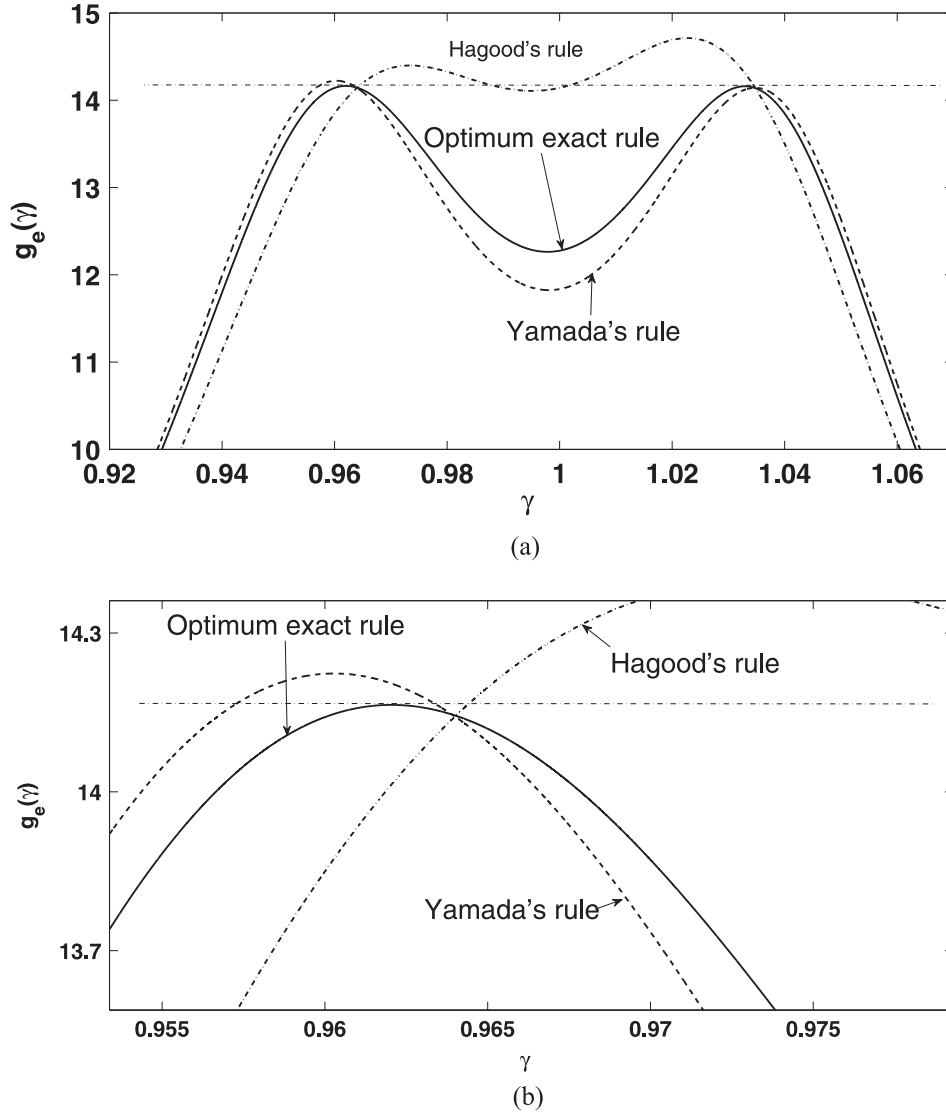 15
14
13
12
11
10
g_e(γ)
Hagood's rule
Optimum exact rule
Yamada's rule
0.92 0.94 0.96 0.98 1 1.02 1.04 1.06
γ
(a)
14.3
14
13.7
g_e(γ)
Optimum exact rule
Hagood's rule
Yamada's rule
0.955 0.96 0.965 0.97 0.975
γ
(b)